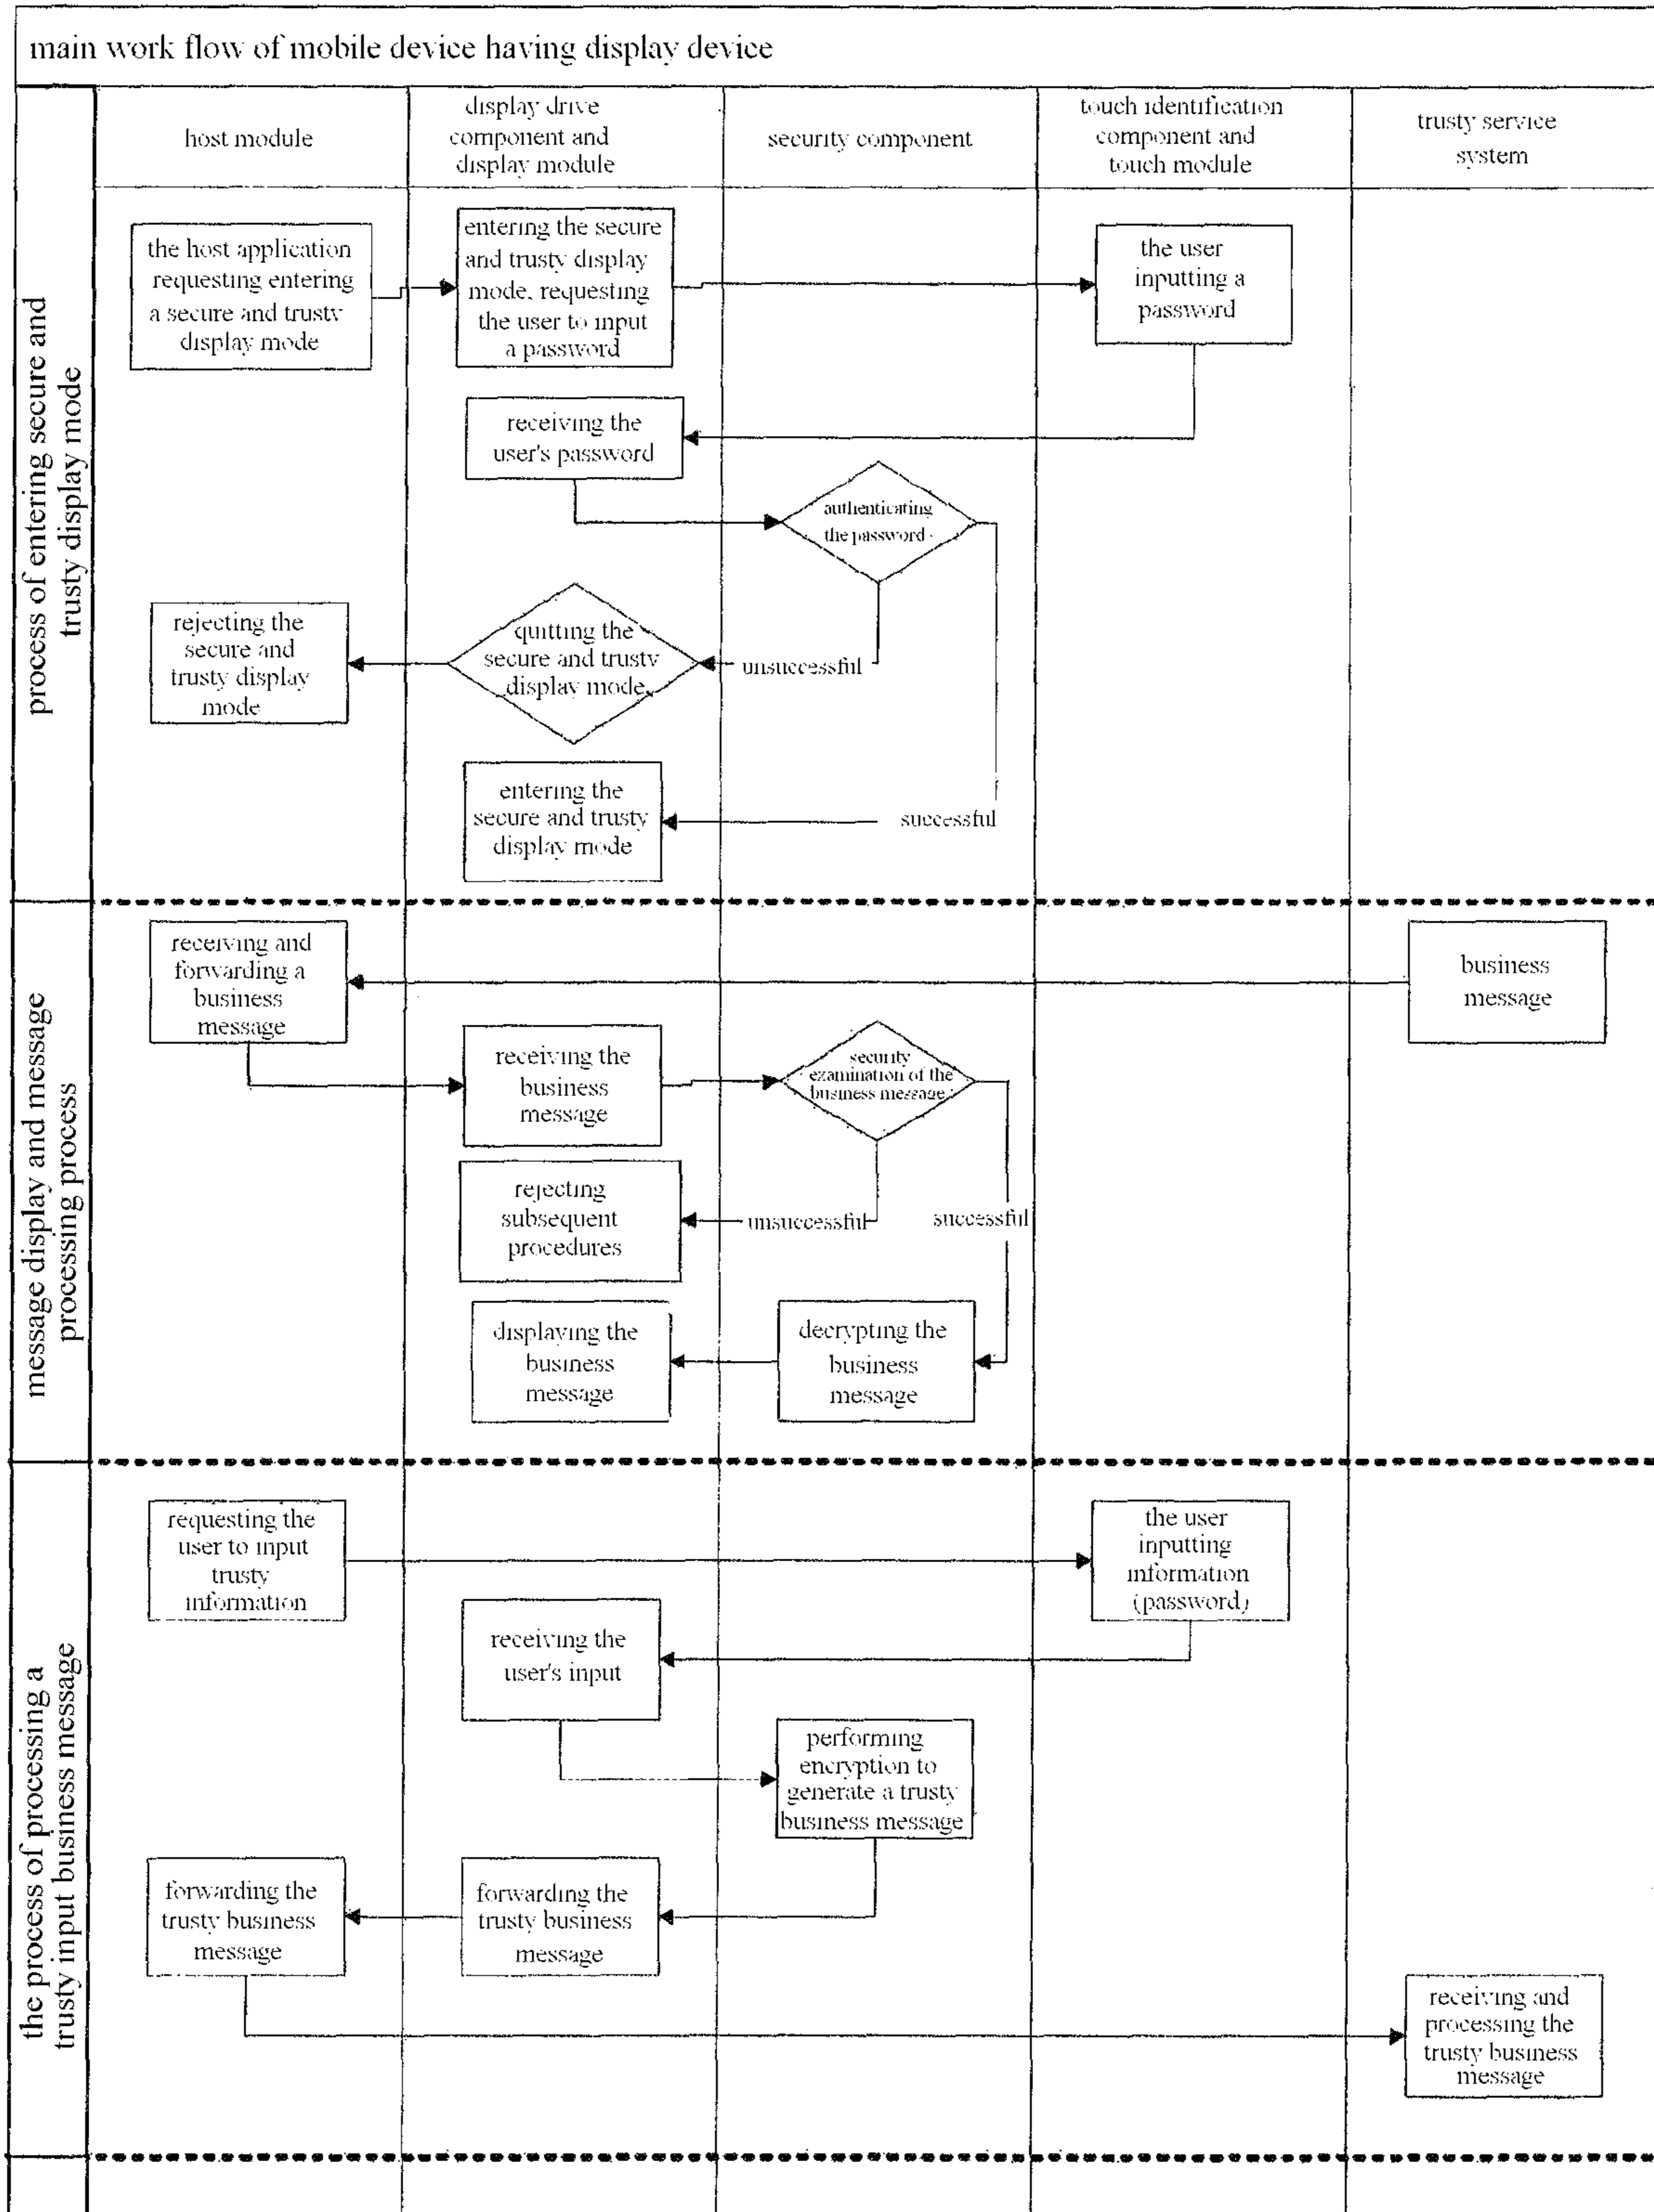 main work flow of mobile device having display device
host module
display drive
component and
display module
security component
touch identification
component and
touch module
trusty service
system
process of entering secure and
trusty display mode
the host application
requesting entering
a secure and trusty
display mode
entering the secure
and trusty display
mode, requesting
the user to input
a password
the user
inputting a
password
receiving the
user's password
authenticating
the password
rejecting the
secure and
trusty display
mode
quitting the
secure and trusty
display mode
unsuccessful
entering the
secure and trusty
display mode
successful
message display and message
processing process
receiving and
forwarding a
business
message
business
message
receiving the
business
message
security
examination of the
business message
rejecting
subsequent
procedures
unsuccessful
successful
displaying the
business
message
decrypting the
business
message
the process of processing a
trusty input business message
requesting the
user to input
trusty
information
the user
inputting
information
(password)
receiving the
user's input
performing
encryption to
generate a trusty
business message
forwarding the
trusty business
message
forwarding the
trusty business
message
receiving and
processing the
trusty business
message